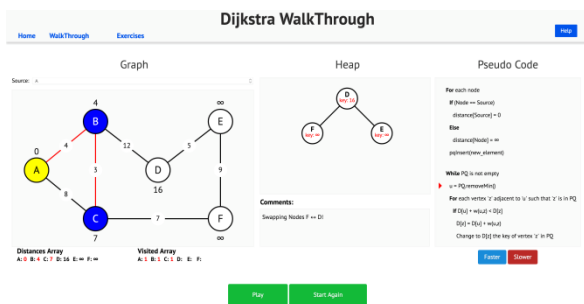 Dijkstra WalkThrough
Home WalkThrough Exercises Help
Graph
Source: A
0
A
4
B
7
C
16
D
∞
E
∞
F
4
8
3
12
5
9
7
Distances Array
A: 0 B: 4 C: 7 D: 16 E: ∞ F: ∞
Visited Array
A: 1 B: 1 C: 1 D: E: F:
Heap
D
key: 16
F
key: ∞
E
key: ∞
Comments:
Swapping Nodes F ↔ D!
Pseudo Code
For each node
If (Node == Source)
distance[Source] = 0
Else
distance[Node] = ∞
pqInsert(new_element)
While PQ is not empty
u = PQ.removeMin()
For each vertex 'z' adjacent to 'u' such that 'z' is in PQ
If D[u] + w(u,z) < D[z]
D[z] = D[u] + w(u,z)
Change to D[z] the key of vertex 'z' in PQ
Faster Slower
Play Start Again